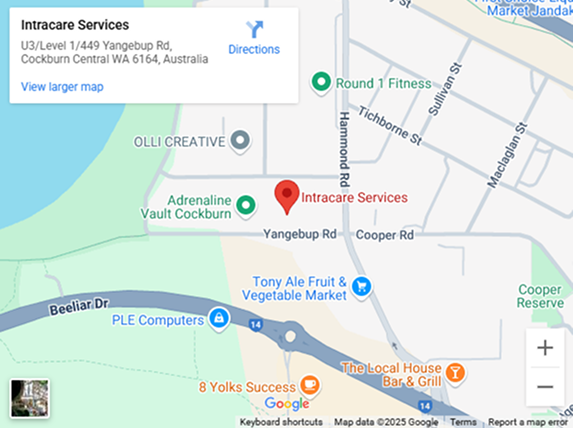 Intracare Services
U3/Level 1/449 Yangebup Rd,
Cockburn Central WA 6164, Australia
Directions
View larger map
Market Jandak
Round 1 Fitness
Sullivan St
Tichborne St
Hammond Rd
Maclagan St
OLLI CREATIVE
Adrenaline
Vault Cockburn
Intracare Services
Yangebup Rd
Cooper Rd
Tony Ale Fruit &
Vegetable Market
Cooper
Reserve
Beeliar Dr
PLE Computers
14
The Local House
Bar & Grill
8 Yolks Success
14
Google
Keyboard shortcuts
Map data ©2025 Google
Terms
Report a map error